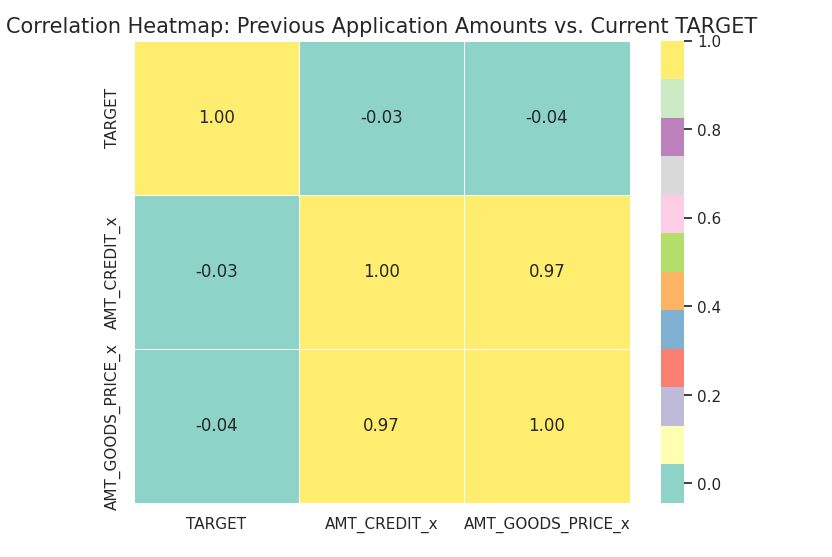 Correlation Heatmap: Previous Application Amounts vs. Current TARGET
TARGET
1.00
-0.03
-0.04
AMT_CREDIT_x
-0.03
1.00
0.97
AMT_GOODS_PRICE_x
-0.04
0.97
1.00
TARGET
AMT_CREDIT_x
AMT_GOODS_PRICE_x
1.0
0.8
0.6
0.4
0.2
0.0